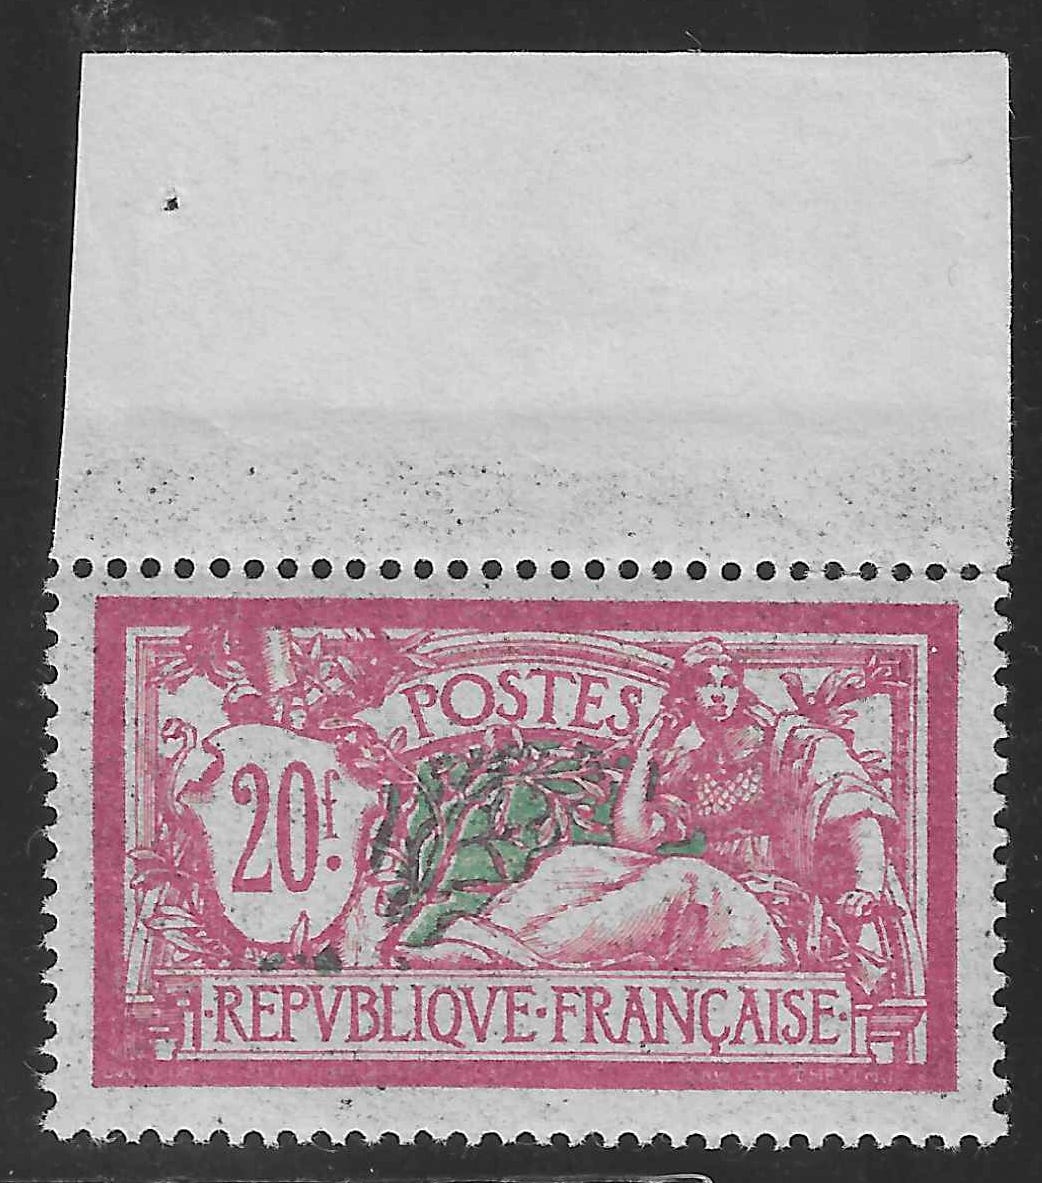 POSTES
20f.
·REPVBLIQVE·FRANÇAISE·